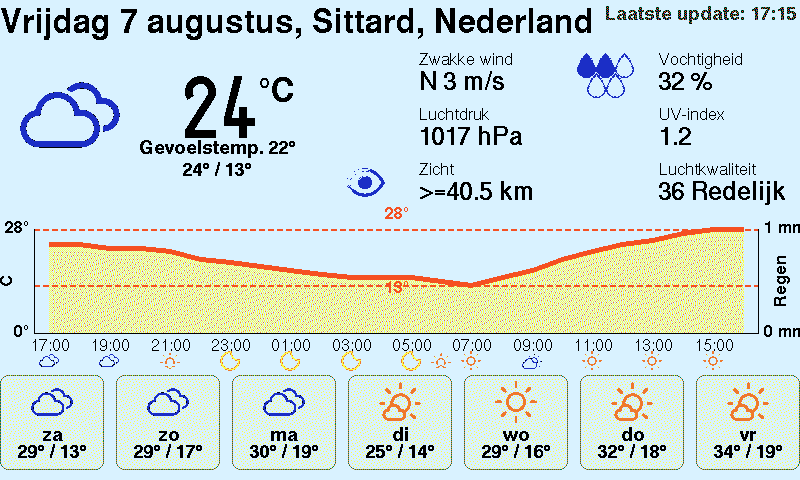 Vrijdag 7 augustus, Sittard, Nederland
Laatste update: 17:15
24 °C
Gevoelstemp. 22°
24° / 13°
Zwakke wind
N 3 m/s
Luchtdruk
1017 hPa
Zicht
>=40.5 km
Vochtigheid
32 %
UV-index
1.2
Luchtkwaliteit
36 Redelijk
28°
28°
13°
0°
C
1 mm
Regen
0 mm
17:00 19:00 21:00 23:00 01:00 03:00 05:00 07:00 09:00 11:00 13:00 15:00
za
29° / 13°
zo
29° / 17°
ma
30° / 19°
di
25° / 14°
wo
29° / 16°
do
32° / 18°
vr
34° / 19°